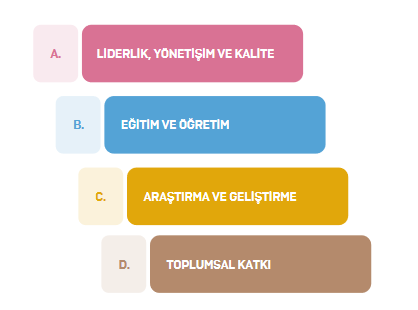 A. LİDERLİK, YÖNETİŞİM VE KALİTE
B. EĞİTİM VE ÖĞRETİM
C. ARAŞTIRMA VE GELİŞTİRME
D. TOPLUMSAL KATKI